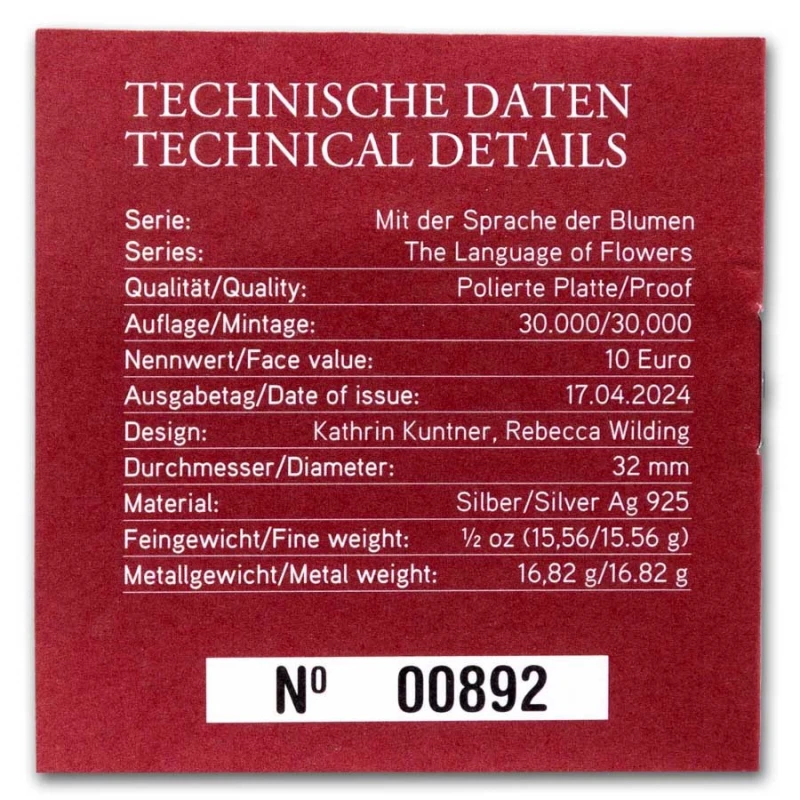 TECHNISCHE DATEN
TECHNICAL DETAILS
Serie: Mit der Sprache der Blumen
Series: The Language of Flowers
Qualität/Quality: Polierte Platte/Proof
Auflage/Mintage: 30.000/30,000
Nennwert/Face value: 10 Euro
Ausgabetag/Date of issue: 17.04.2024
Design: Kathrin Kuntner, Rebecca Wilding
Durchmesser/Diameter: 32 mm
Material: Silber/Silver Ag 925
Feingewicht/Fine weight: ½ oz (15,56/15.56 g)
Metallgewicht/Metal weight: 16,82 g/16.82 g
Nº 00892